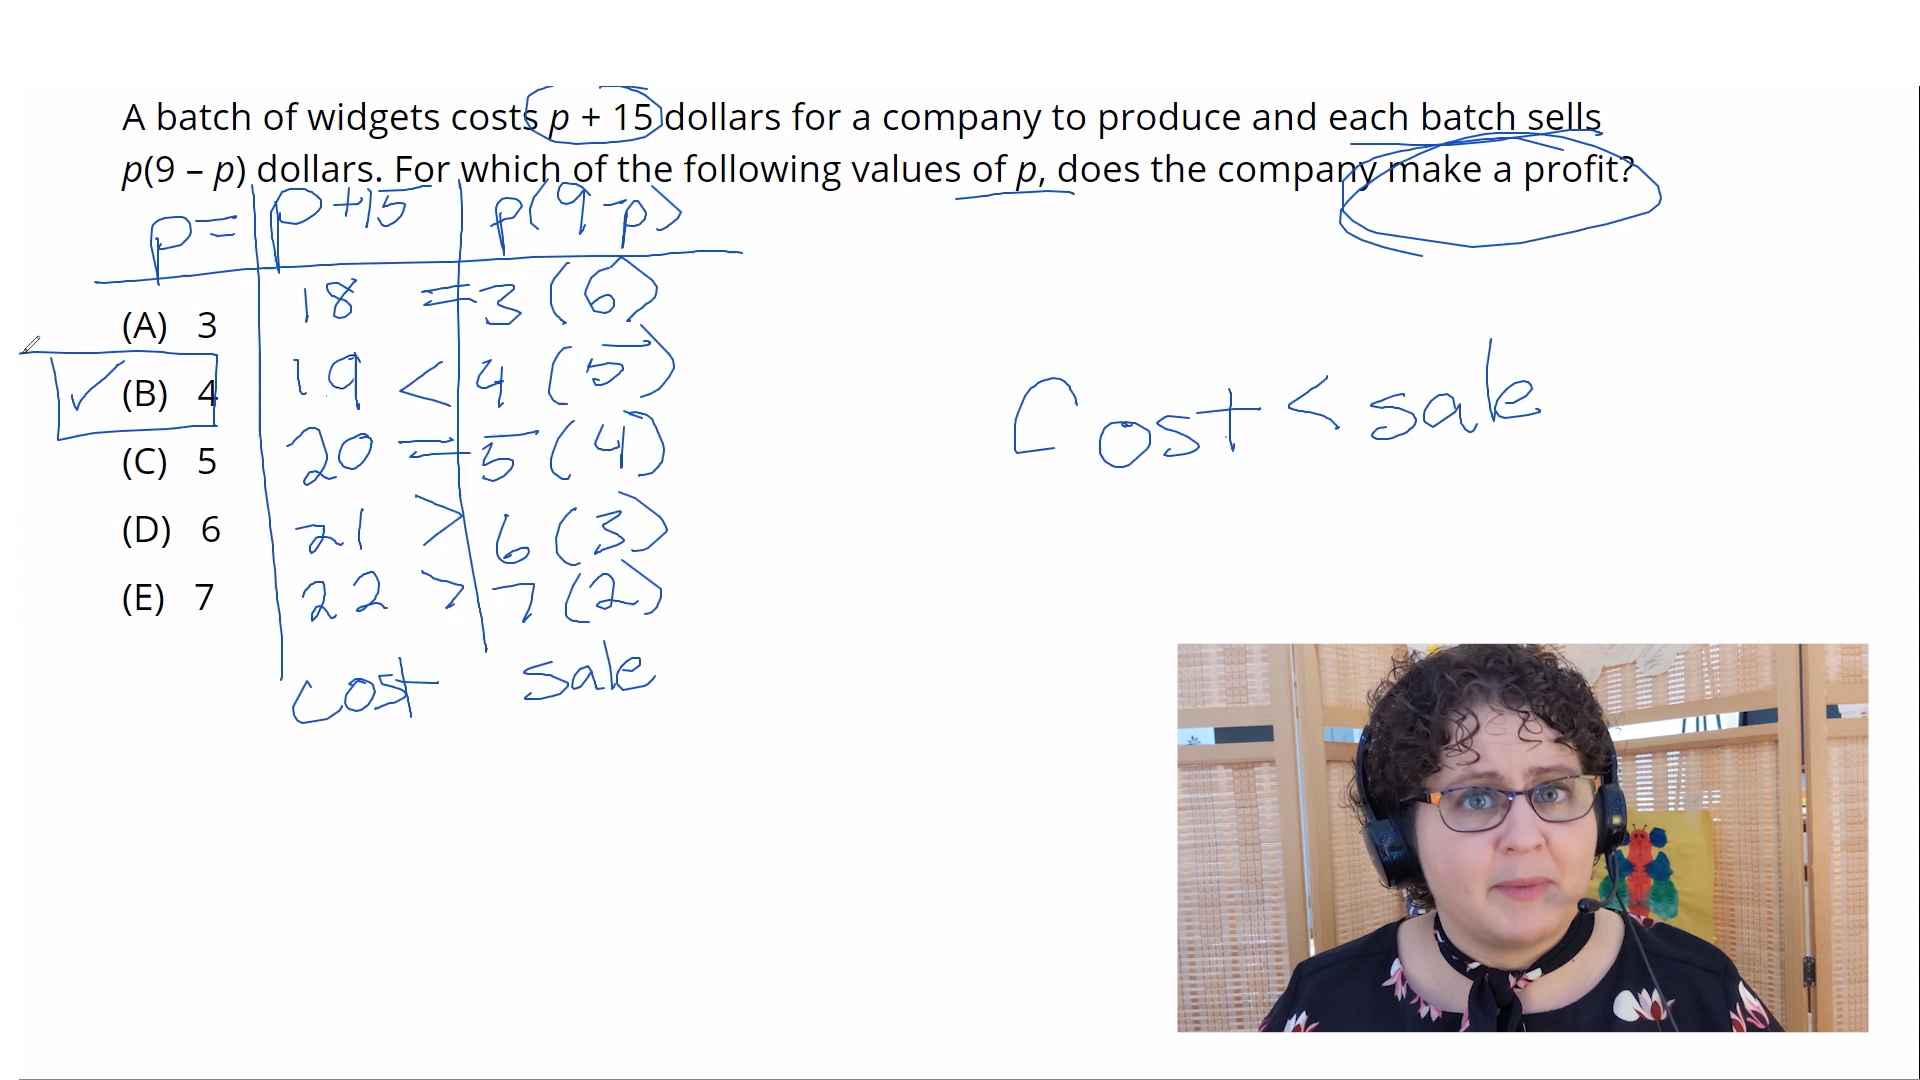 A batch of widgets costs p + 15 dollars for a company to produce and each batch sells
p(9 – p) dollars. For which of the following values of p, does the company make a profit?
p= p+15 p(9-p)
(A) 3 18 = 3 (6)
(B) 4 19 < 4 (5)
(C) 5 20 = 5 (4)
(D) 6 21 > 6 (3)
(E) 7 22 > 7 (2)
cost sale
Cost < sale